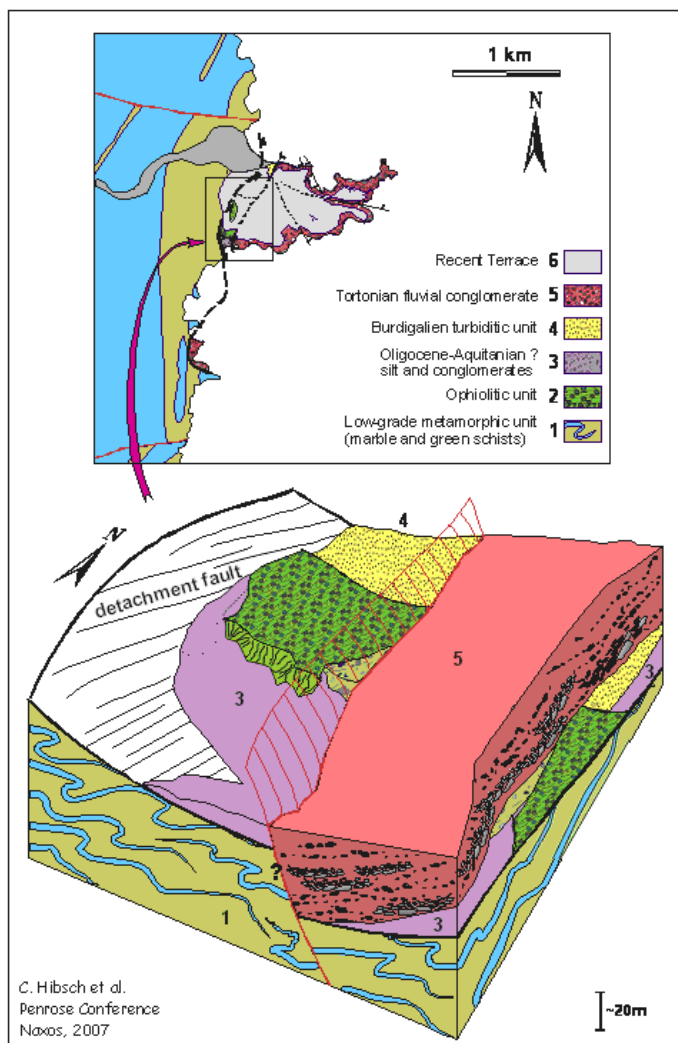 1 km
N
Recent Terrace 6
Tortonian fluvial conglomerate 5
Burdigalien turbiditic unit 4
Oligocene-Aquitanian ? 3
silt and conglomerates
Ophiolitic unit 2
Low-grade metamorphic unit 1
(marble and green schists)
N
4
detachment fault
5
3
3
?
1
3
C. Hibsch et al.
Penrose Conference
Naxos, 2007
~20m